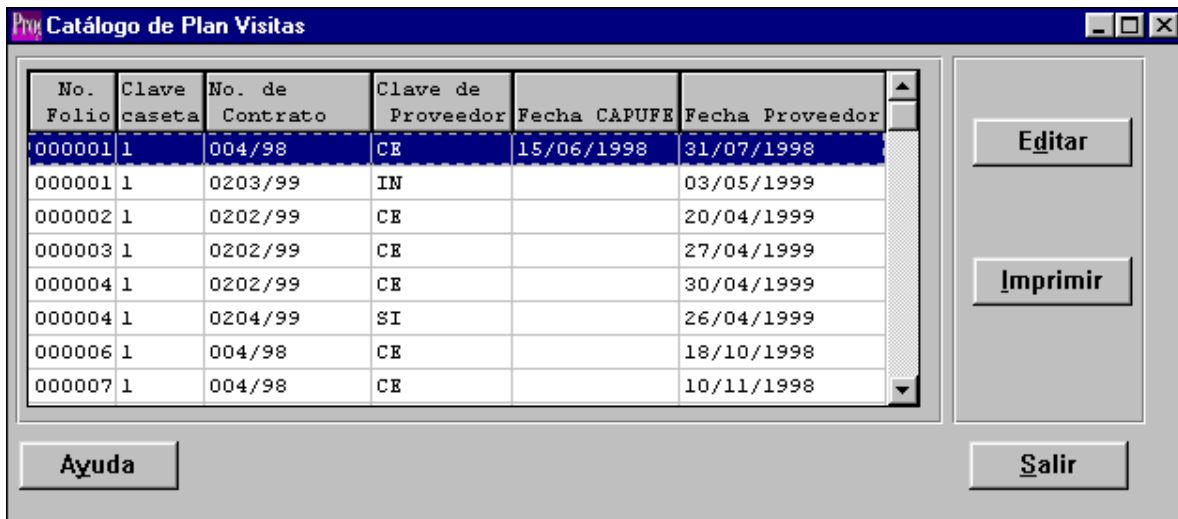 Catálogo de Plan Visitas
No. Clave No. de Clave de
Folio caseta Contrato Proveedor Fecha CAPUFE Fecha Proveedor
000001 1 004/98 CE 15/06/1998 31/07/1998
000001 1 0203/99 IN 03/05/1999
000002 1 0202/99 CE 20/04/1999
000003 1 0202/99 CE 27/04/1999
000004 1 0202/99 CE 30/04/1999
000004 1 0204/99 SI 26/04/1999
000006 1 004/98 CE 18/10/1998
000007 1 004/98 CE 10/11/1998
Editar
Imprimir
Ayuda
Salir